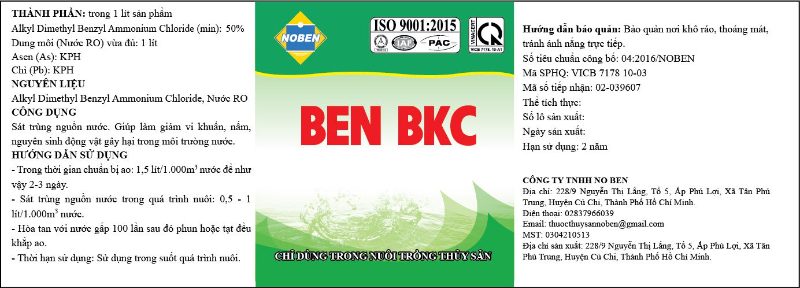 THÀNH PHẦN: trong 1 lít sản phẩm
Alkyl Dimethyl Benzyl Ammonium Chloride (min): 50%
Dung môi (Nước RO) vừa đủ: 1 lít
Asen (As): KPH
Chì (Pb): KPH
NGUYÊN LIỆU
Alkyl Dimethyl Benzyl Ammonium Chloride, Nước RO
CÔNG DỤNG
Sát trùng nguồn nước. Giúp làm giảm vi khuẩn, nấm,
nguyên sinh động vật gây hại trong môi trường nước.
HƯỚNG DẪN SỬ DỤNG
- Trong thời gian chuẩn bị ao: 1,5 lít/1.000m³ nước để như
vậy 2-3 ngày.
- Sát trùng nguồn nước trong quá trình nuôi: 0,5 - 1
lít/1.000m³ nước.
- Hòa tan với nước gấp 100 lần sau đó phun hoặc tạt đều
khắp ao.
- Thời hạn sử dụng: Sử dụng trong suốt quá trình nuôi.
NOBEN
ISO 9001:2015
IAF
PAC
VINACERT
VICB 7178-10-03
BEN BKC
CHỈ DÙNG TRONG NUÔI TRỒNG THỦY SẢN
Hướng dẫn bảo quản: Bảo quản nơi khô ráo, thoáng mát,
tránh ánh nắng trực tiếp.
Số tiêu chuẩn công bố: 04:2016/NOBEN
Mã SPHQ: VICB 7178 10-03
Mã số tiếp nhận: 02-039607
Thể tích thực:
Số lô sản xuất:
Ngày sản xuất:
Hạn sử dụng: 2 năm
CÔNG TY TNHH NO BEN
Địa chỉ: 228/9 Nguyễn Thị Lắng, Tổ 5, Ấp Phú Lợi, Xã Tân Phú
Trung, Huyện Củ Chi, Thành Phố Hồ Chí Minh.
Điện thoại: 02837966039
Email: thuocthuysannoben@gmail.com
MST: 0304210513
Địa chỉ sản xuất: 228/9 Nguyễn Thị Lắng, Tổ 5, Ấp Phú Lợi, Xã Tân
Phú Trung, Huyện Củ Chi, Thành Phố Hồ Chí Minh.